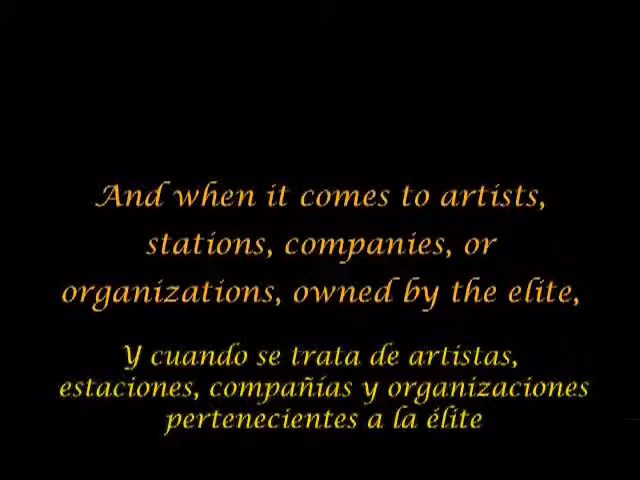 And when it comes to artists,
stations, companies, or
organizations, owned by the elite,
Y cuando se trata de artistas,
estaciones, compañías y organizaciones
pertenecientes a la élite